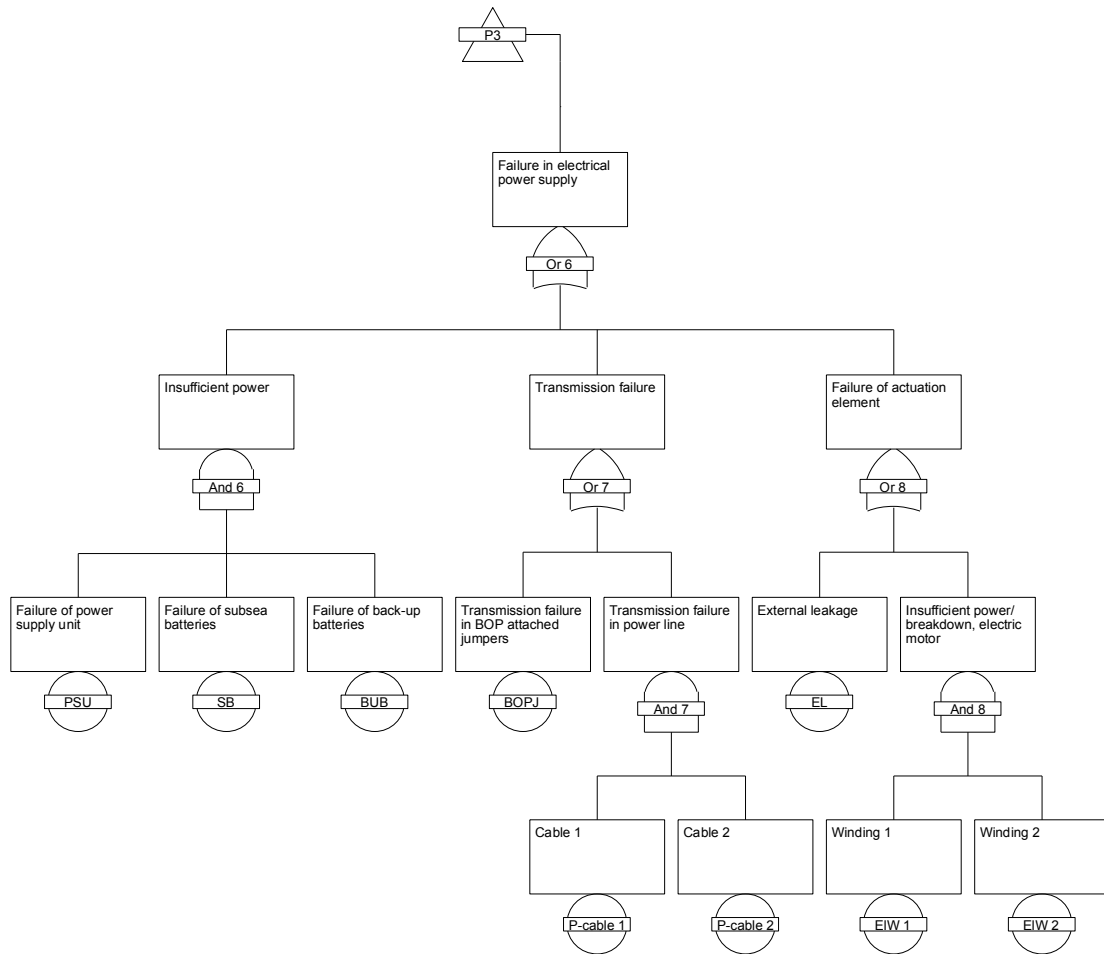 P3
Failure in electrical
power supply
Or 6
Insufficient power
Transmission failure
Failure of actuation
element
And 6
Or 7
Or 8
Failure of power
supply unit
Failure of subsea
batteries
Failure of back-up
batteries
Transmission failure
in BOP attached
jumpers
Transmission failure
in power line
External leakage
Insufficient power/
breakdown, electric
motor
PSU
SB
BUB
BOPJ
And 7
EL
And 8
Cable 1
Cable 2
Winding 1
Winding 2
P-cable 1
P-cable 2
EIW 1
EIW 2